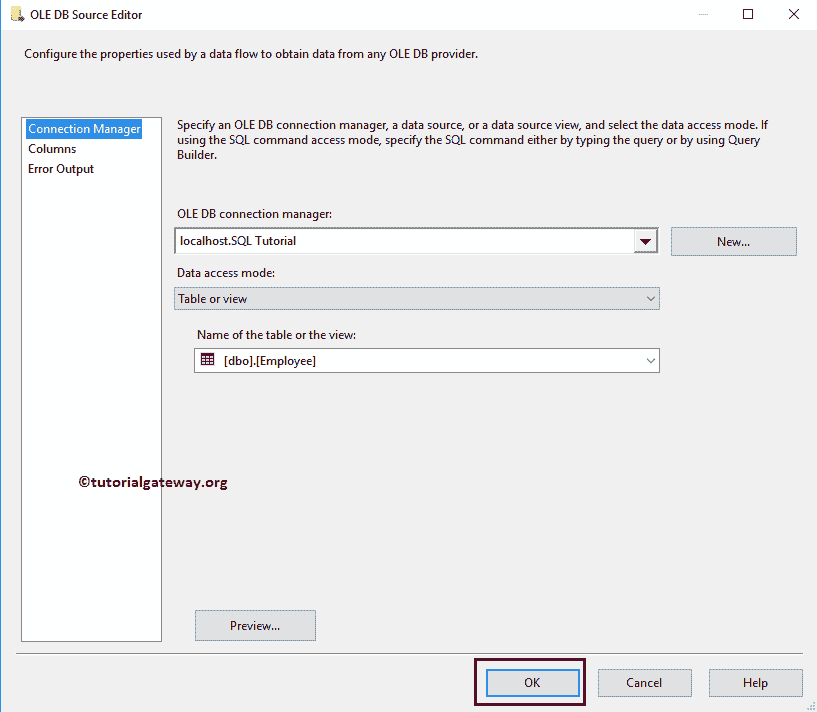 OLE DB Source Editor
Configure the properties used by a data flow to obtain data from any OLE DB provider.
Connection Manager
Columns
Error Output
Specify an OLE DB connection manager, a data source, or a data source view, and select the data access mode. If
using the SQL command access mode, specify the SQL command either by typing the query or by using Query
Builder.
OLE DB connection manager:
localhost.SQL Tutorial
New...
Data access mode:
Table or view
Name of the table or the view:
[dbo].[Employee]
©tutorialgateway.org
Preview...
OK
Cancel
Help